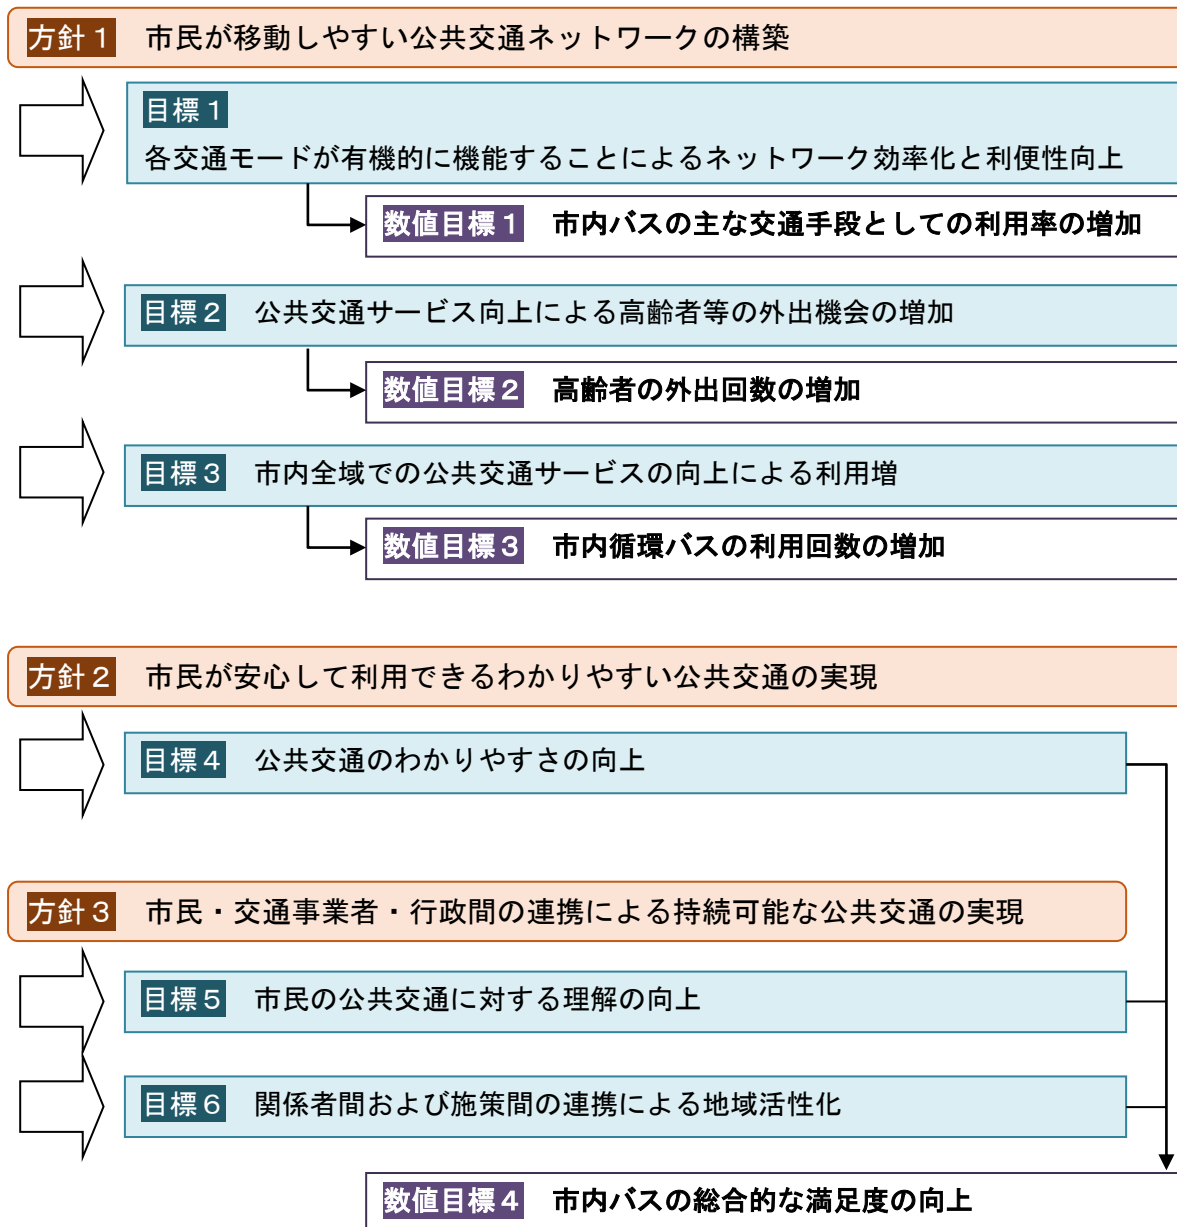 方針１ 市民が移動しやすい公共交通ネットワークの構築
目標１
各交通モードが有機的に機能することによるネットワーク効率化と利便性向上
数値目標１ 市内バスの主な交通手段としての利用率の増加
目標２ 公共交通サービス向上による高齢者等の外出機会の増加
数値目標２ 高齢者の外出回数の増加
目標３ 市内全域での公共交通サービスの向上による利用増
数値目標３ 市内循環バスの利用回数の増加
方針２ 市民が安心して利用できるわかりやすい公共交通の実現
目標４ 公共交通のわかりやすさの向上
方針３ 市民・交通事業者・行政間の連携による持続可能な公共交通の実現
目標５ 市民の公共交通に対する理解の向上
目標６ 関係者間および施策間の連携による地域活性化
数値目標４ 市内バスの総合的な満足度の向上